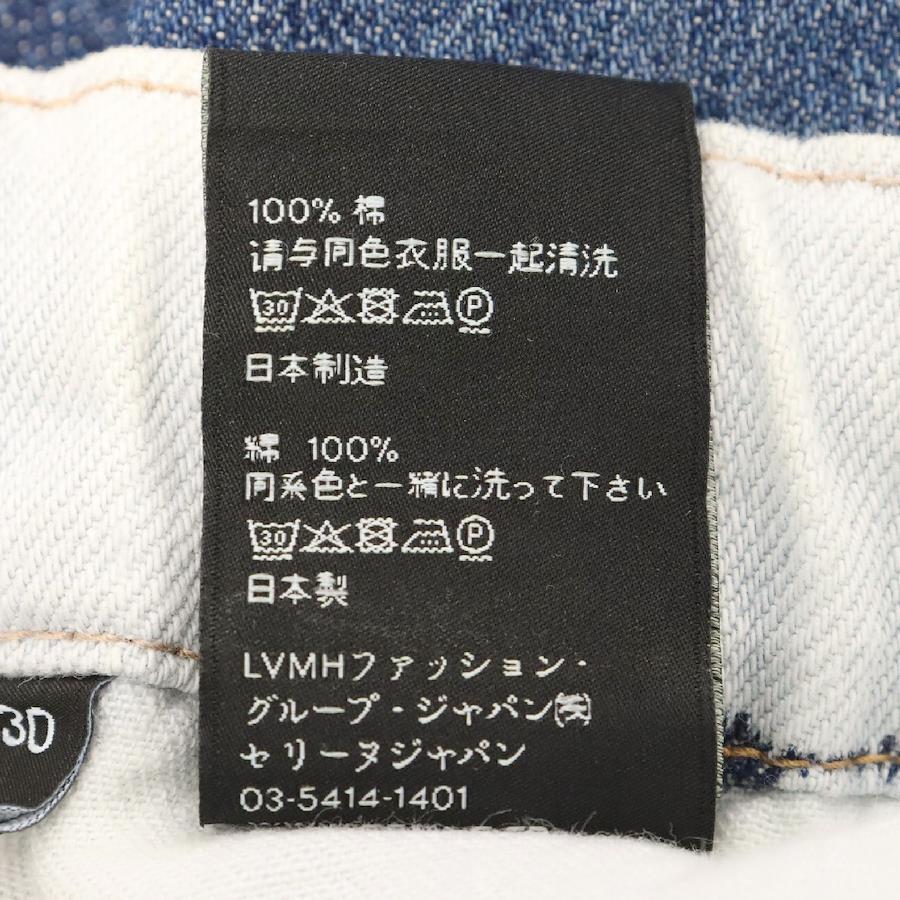 100% 棉
请与同色衣服一起清洗
30 P
日本制造
綿 100%
同系色と一緒に洗って下さい
30 P
日本製
LVMHファッション・
グループ・ジャパン㈱
セリーヌジャパン
03-5414-1401
3D